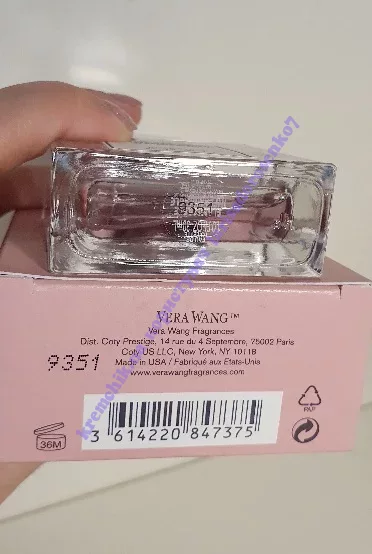 9351
VERA WANG™
Vera Wang Fragrances
Dist. Coty Prestige, 14 rue du 4 Septembre, 75002 Paris
Coty US LLC, New York, NY 10118
9351
Made in USA / Fabriqué aux Etats-Unis
www.verawangfragrances.com
36M
3 614220 847375